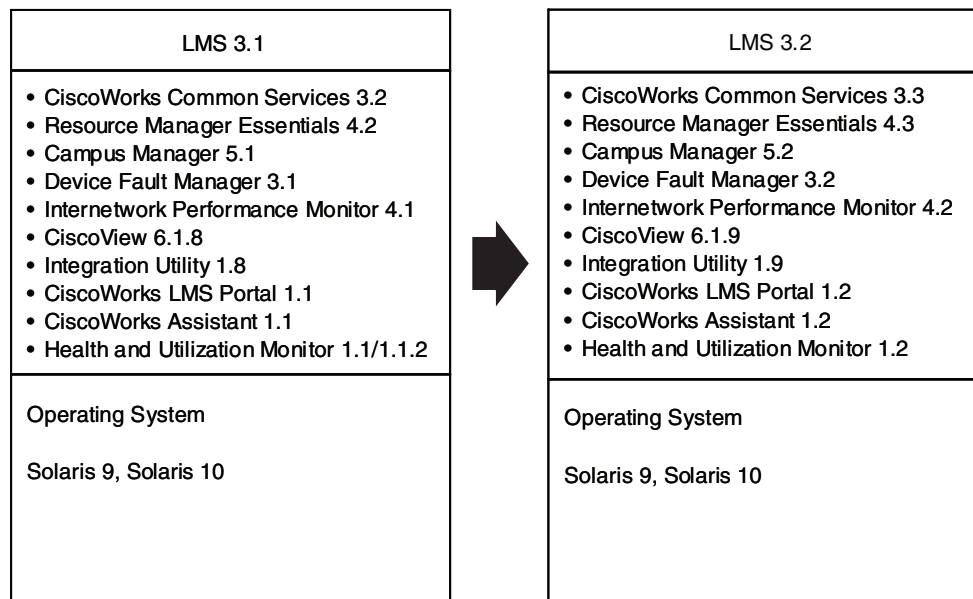 LMS 3.1
• CiscoWorks Common Services 3.2
• Resource Manager Essentials 4.2
• Campus Manager 5.1
• Device Fault Manager 3.1
• Internetwork Performance Monitor 4.1
• CiscoView 6.1.8
• Integration Utility 1.8
• CiscoWorks LMS Portal 1.1
• CiscoWorks Assistant 1.1
• Health and Utilization Monitor 1.1/1.1.2
Operating System
Solaris 9, Solaris 10
LMS 3.2
• CiscoWorks Common Services 3.3
• Resource Manager Essentials 4.3
• Campus Manager 5.2
• Device Fault Manager 3.2
• Internetwork Performance Monitor 4.2
• CiscoView 6.1.9
• Integration Utility 1.9
• CiscoWorks LMS Portal 1.2
• CiscoWorks Assistant 1.2
• Health and Utilization Monitor 1.2
Operating System
Solaris 9, Solaris 10